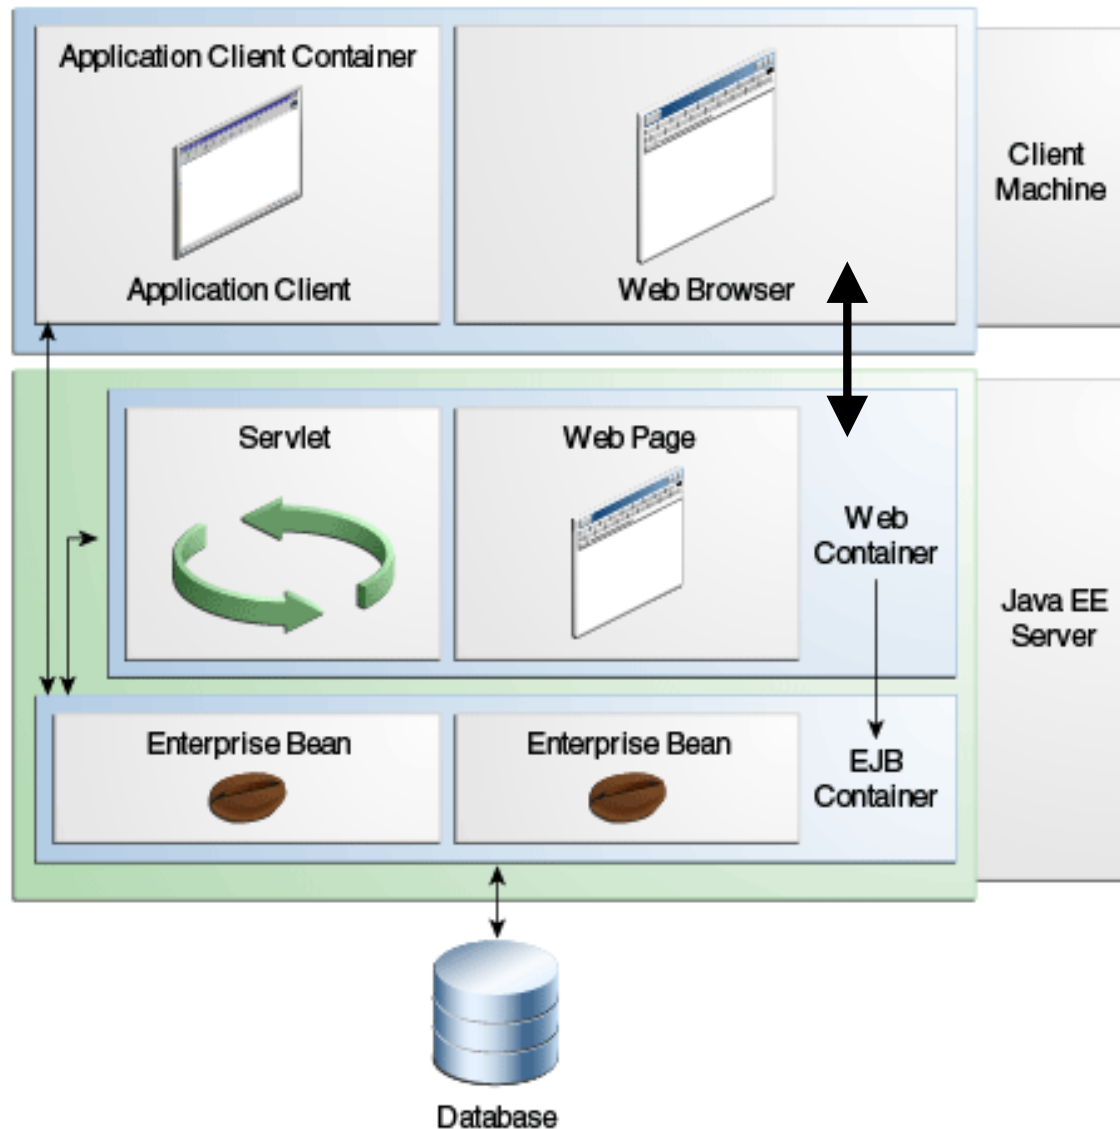 Application Client Container
Application Client
Web Browser
Client
Machine
Servlet
Web Page
Web
Container
Java EE
Server
Enterprise Bean
Enterprise Bean
EJB
Container
Database